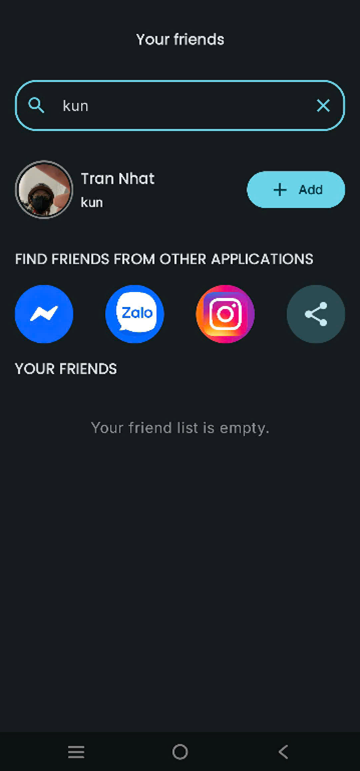 Your friends
kun
Tran Nhat
kun
Add
FIND FRIENDS FROM OTHER APPLICATIONS
Zalo
YOUR FRIENDS
Your friend list is empty.